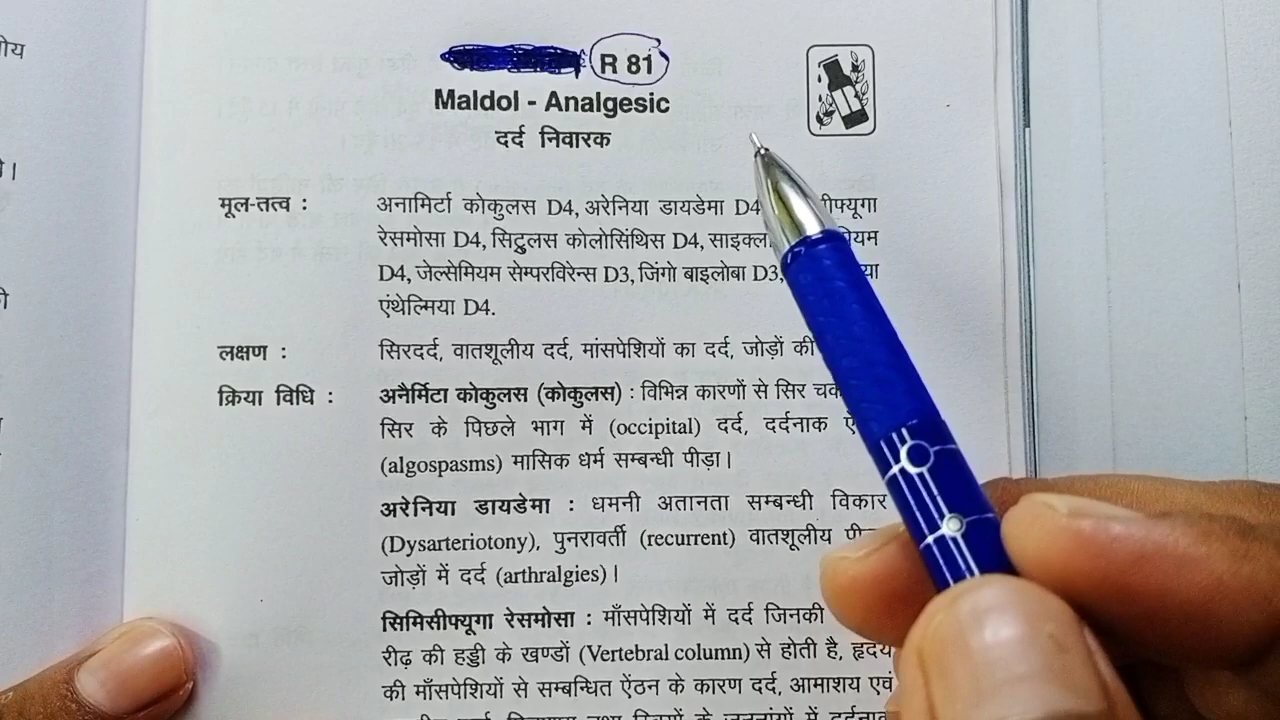 ीय
R 81
Maldol - Analgesic
दर्द निवारक
मूल-तत्व : अनामिर्टा कोकुलस D4, अरेनिया डायडेमा D4
रेसमोसा D4, सिट्रुलस कोलोसिंथिस D4,
D4, जेल्सेमियम सेम्परविरेन्स D3, जिंगो बाइलोबा D3,
एंथेल्मिया D4.
लक्षण : सिरदर्द, वातशूलीय दर्द, मांसपेशियों का दर्द, जोड़ों की
क्रिया विधि : अनैर्मिटा कोकुलस (कोकुलस) : विभिन्न कारणों से सिर
सिर के पिछले भाग में (occipital) दर्द, दर्दनाक
(algospasms) मासिक धर्म सम्बन्धी पीड़ा।
अरेनिया डायडेमा : धमनी अतानता सम्बन्धी विकार
(Dysarteriotony), पुनरावर्ती (recurrent) वातशूलीय
जोड़ों में दर्द (arthralgies)।
सिमिसीफ्यूगा रेसमोसा : माँसपेशियों में दर्द जिनकी
रीढ़ की हड्डी के खण्डों (Vertebral column) से होती है, हृदय
की माँसपेशियों से सम्बन्धित ऐंठन के कारण दर्द, आमाशय एवं